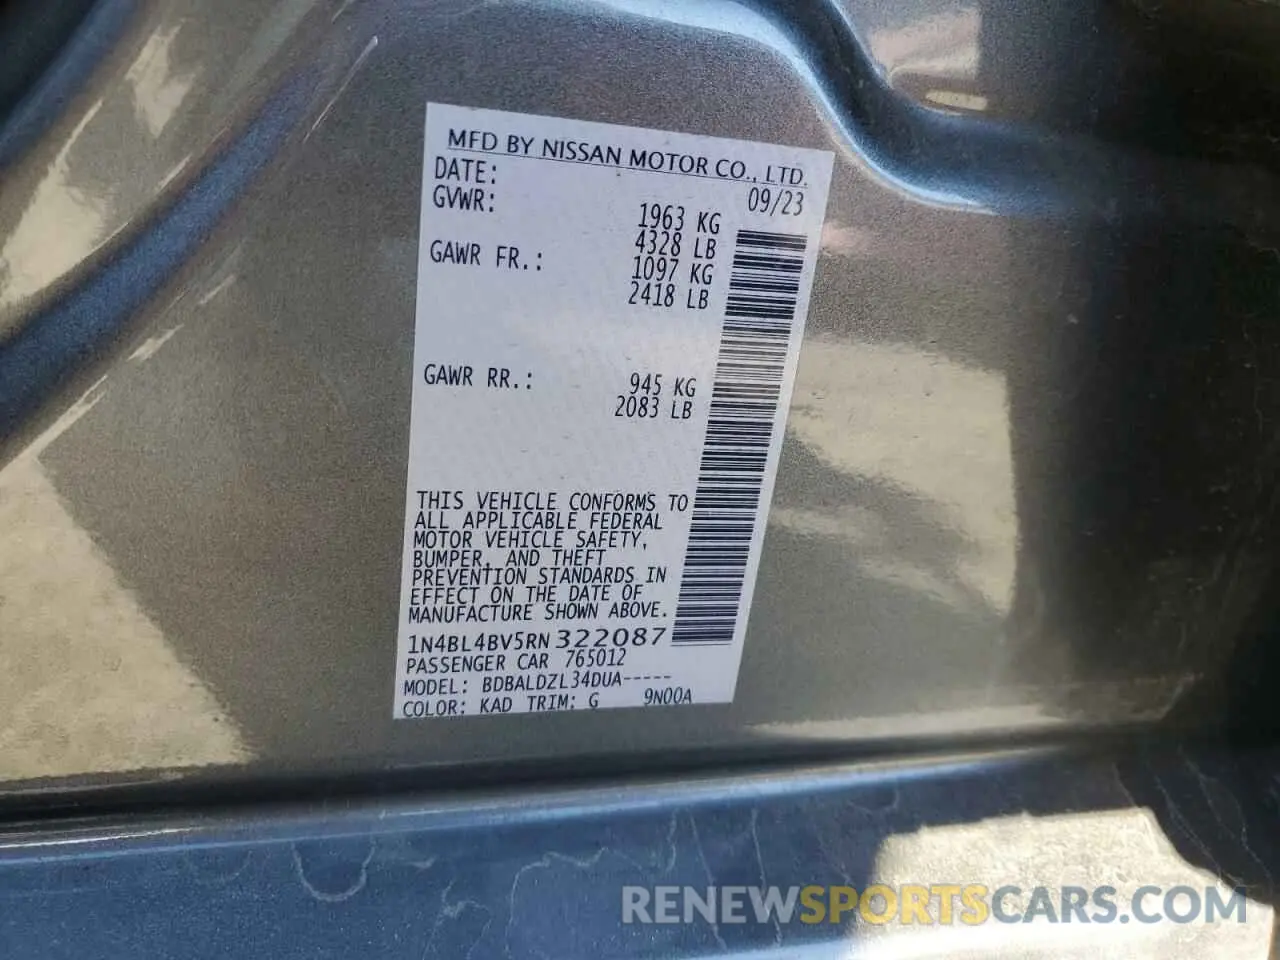 MFD BY NISSAN MOTOR CO., LTD.
DATE: 09/23
GVWR: 1963 KG
4328 LB
GAWR FR.: 1097 KG
2418 LB
GAWR RR.: 945 KG
2083 LB
THIS VEHICLE CONFORMS TO
ALL APPLICABLE FEDERAL
MOTOR VEHICLE SAFETY,
BUMPER, AND THEFT
PREVENTION STANDARDS IN
EFFECT ON THE DATE OF
MANUFACTURE SHOWN ABOVE.
1N4BL4BV5RN322087
PASSENGER CAR 765012
MODEL: BDBALDZL34DUA-----
COLOR: KAD TRIM: G 9N00A
RENEWSPORTSCARS.COM